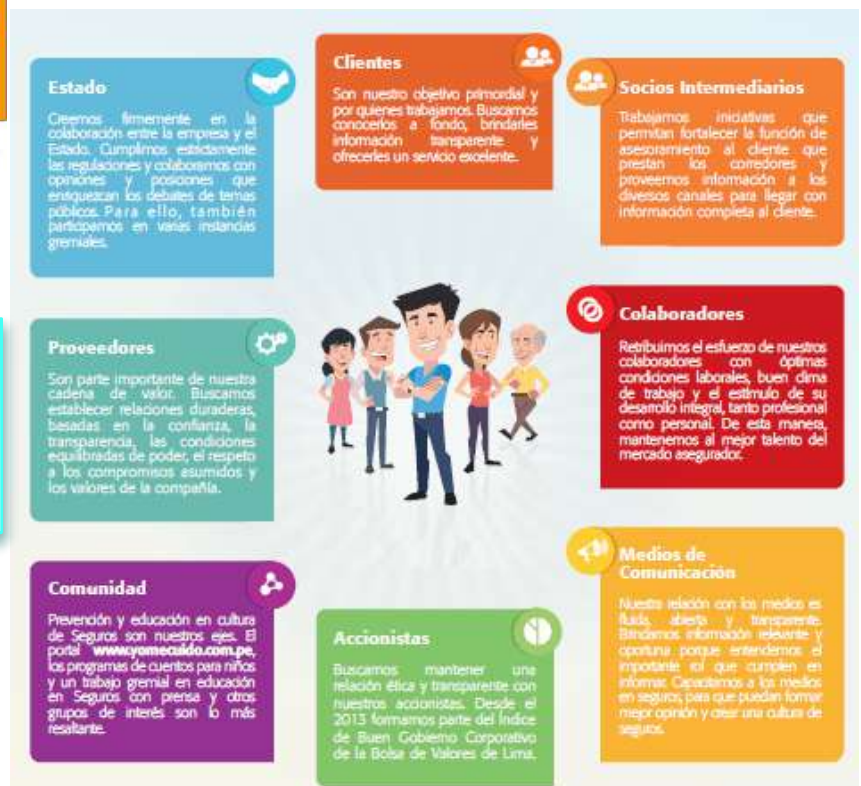 Estado
Creemos firmemente en la
colaboración entre la empresa y el
Estado. Cumplimos estrictamente
las regulaciones y colaboramos con
opiniones y posiciones que
enriquezcan los debates de temas
públicos. Para ello, también
participamos en varias instancias
gremiales.
Clientes
Son nuestro objetivo primordial y
por quienes trabajamos. Buscamos
conocerlos a fondo, brindarles
información transparente y
ofrecerles un servicio excelente.
Socios Intermediarios
Trabajamos iniciativas que
permitan fortalecer la función de
asesoramiento al cliente que
prestan los corredores y
proveemos información a los
diversos canales para llegar con
información completa al cliente.
Proveedores
Son parte importante de nuestra
cadena de valor. Buscamos
establecer relaciones duraderas,
basadas en la confianza, la
transparencia, las condiciones
equilibradas de poder, el respeto
a los compromisos asumidos y
los valores de la compañía.
Colaboradores
Retribuimos el esfuerzo de nuestros
colaboradores con óptimas
condiciones laborales, buen clima
de trabajo y el estímulo de su
desarrollo integral, tanto profesional
como personal. De esta manera,
mantenemos al mejor talento del
mercado asegurador.
Comunidad
Prevención y educación en cultura
de Seguros son nuestros ejes. El
portal www.yomecuido.com.pe,
los programas de cuentos para niños
y un trabajo gremial en educación
en Seguros con prensa y otros
grupos de interés son lo más
resaltante.
Accionistas
Buscamos mantener una
relación ética y transparente con
nuestros accionistas. Desde el
2013 formamos parte del Índice
de Buen Gobierno Corporativo
de la Bolsa de Valores de Lima.
Medios de
Comunicación
Nuestra relación con los medios es
fluida, abierta y transparente.
Brindamos información relevante y
oportuna porque entendemos el
importante rol que cumplen en
informar. Capacitamos a los medios
en seguros, para que puedan formar
mejor opinión y crear una cultura de
seguros.